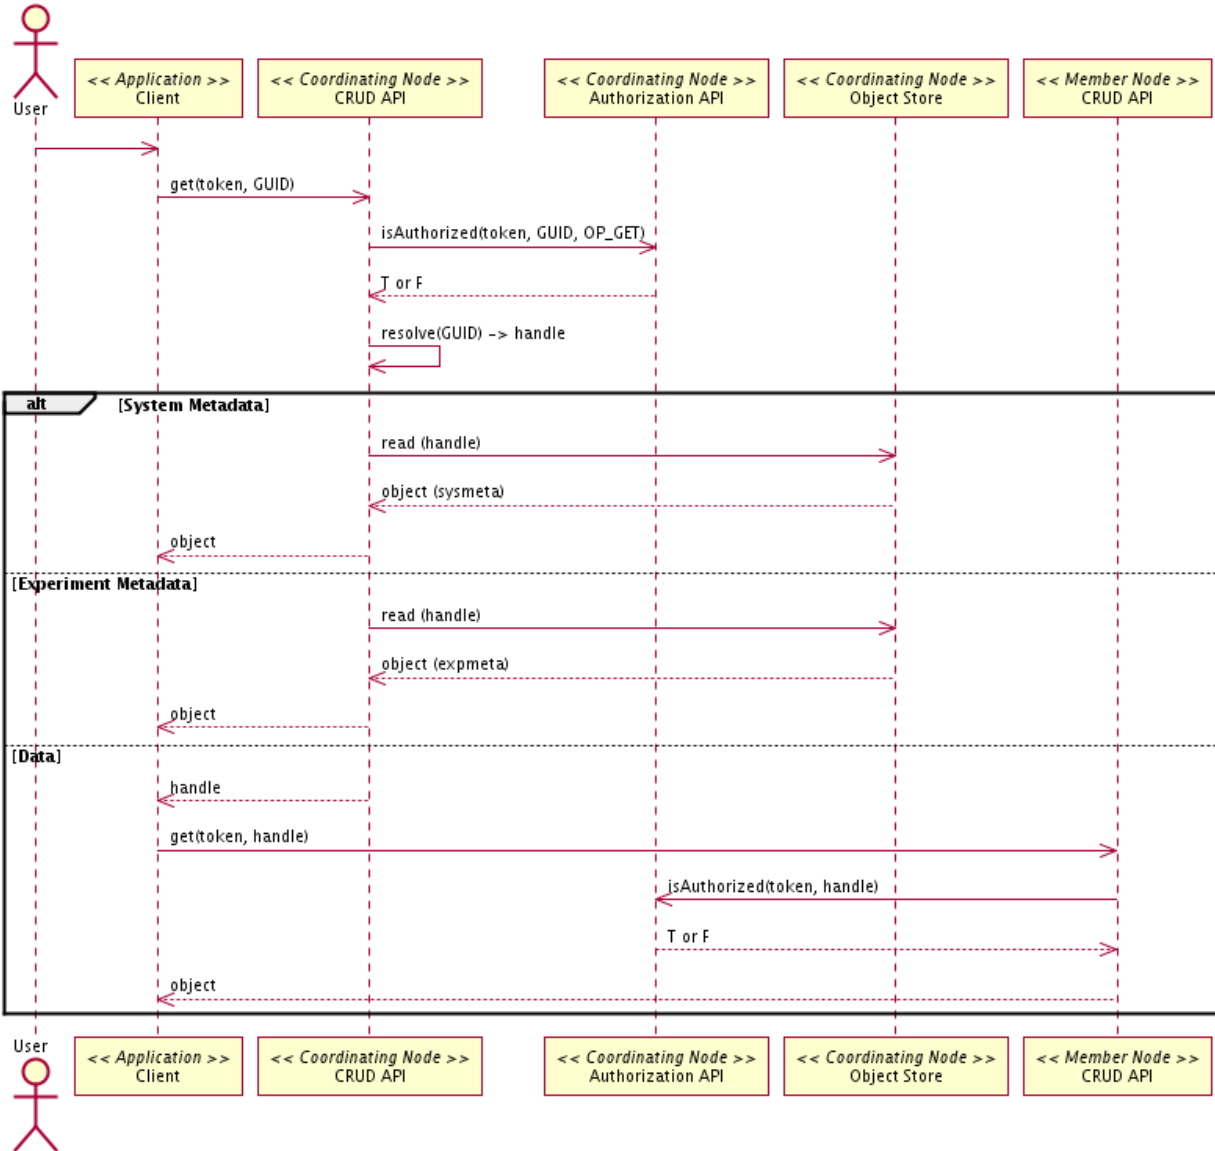 User
<< Application >>
Client
<< Coordinating Node >>
CRUD API
<< Coordinating Node >>
Authorization API
<< Coordinating Node >>
Object Store
<< Member Node >>
CRUD API
get(token, GUID)
isAuthorized(token, GUID, OP_GET)
T or F
resolve(GUID) -> handle
alt
[System Metadata]
read (handle)
object (sysmeta)
object
[Experiment Metadata]
read (handle)
object (expmeta)
object
[Data]
handle
get(token, handle)
isAuthorized(token, handle)
T or F
object
User
<< Application >>
Client
<< Coordinating Node >>
CRUD API
<< Coordinating Node >>
Authorization API
<< Coordinating Node >>
Object Store
<< Member Node >>
CRUD API